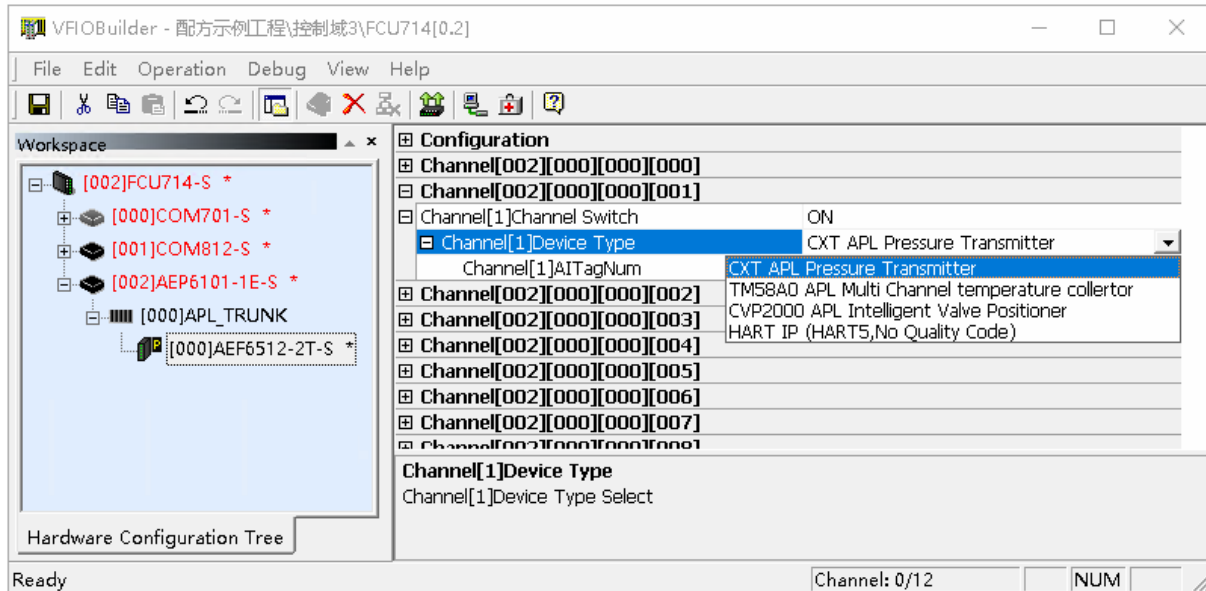 VFIOBuilder - 配方示例工程\控制域3\FCU714[0.2]
File Edit Operation Debug View Help
Workspace
[002]FCU714-S *
[000]COM701-S *
[001]COM812-S *
[002]AEP6101-1E-S *
[000]APL_TRUNK
[000]AEF6512-2T-S *
Hardware Configuration Tree
Configuration
Channel[002][000][000][000]
Channel[002][000][000][001]
Channel[1]Channel Switch ON
Channel[1]Device Type CXT APL Pressure Transmitter
Channel[1]AITagNum
CXT APL Pressure Transmitter
TM58A0 APL Multi Channel temperature collertor
CVP2000 APL Intelligent Valve Positioner
HART IP (HART5,No Quality Code)
Channel[002][000][000][002]
Channel[002][000][000][003]
Channel[002][000][000][004]
Channel[002][000][000][005]
Channel[002][000][000][006]
Channel[002][000][000][007]
Channel[002][000][000][008]
Channel[1]Device Type
Channel[1]Device Type Select
Ready Channel: 0/12 NUM